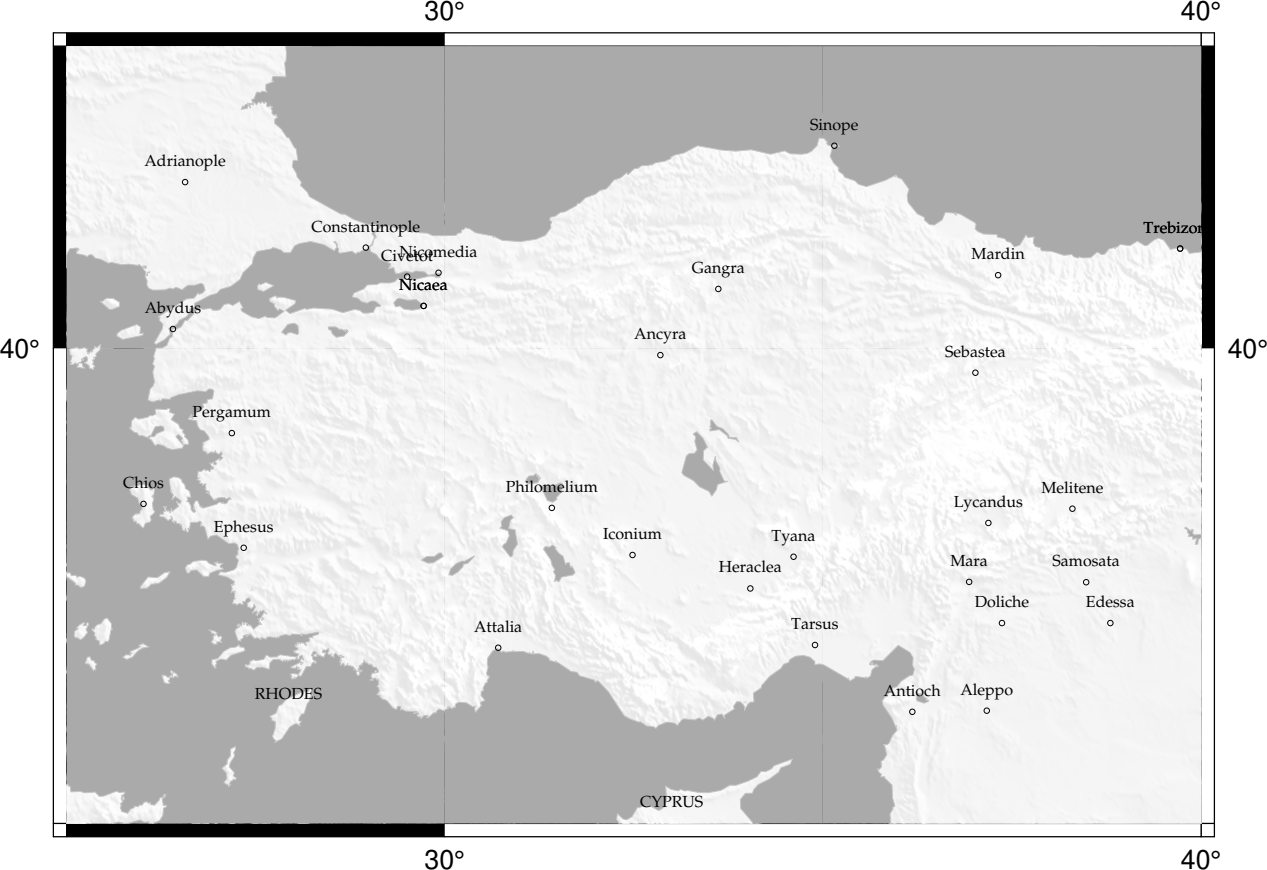 30°
40°
Sinope
Adrianople
Constantinople
Trebizon
Nicomedia
Civetot
Mardin
Gangra
Nicaea
Abydus
Ancyra
40°
40°
Sebastea
Pergamum
Chios
Philomelium
Melitene
Lycandus
Ephesus
Iconium
Tyana
Heraclea
Mara
Samosata
Doliche
Edessa
Attalia
Tarsus
RHODES
Antioch
Aleppo
CYPRUS
30°
40°